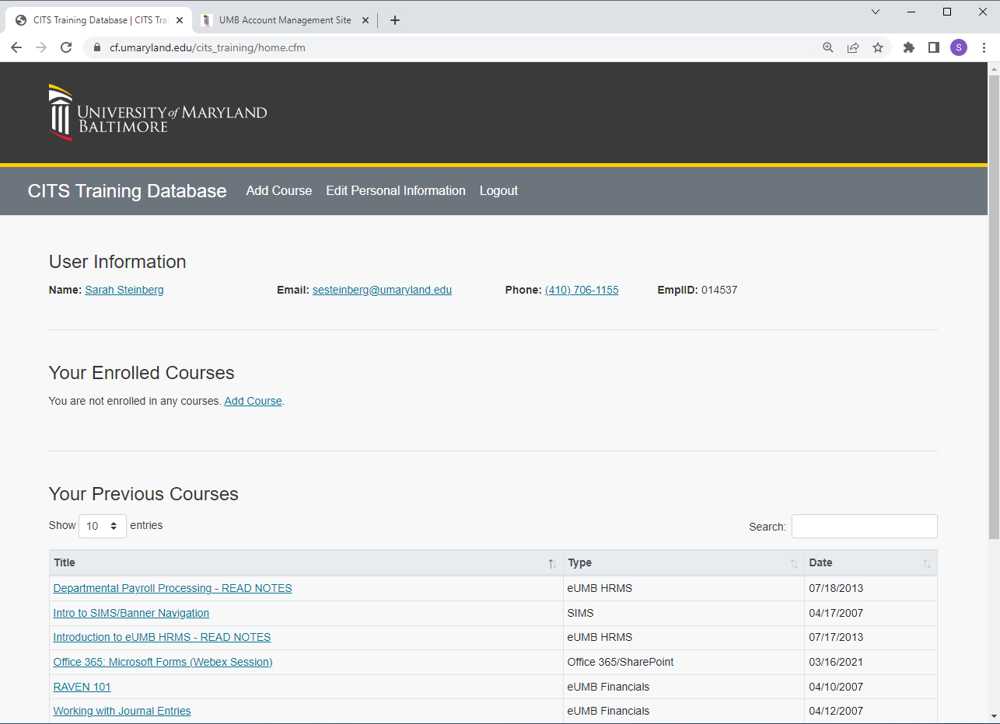 CITS Training Database | CITS Trai
UMB Account Management Site
cf.umaryland.edu/cits_training/home.cfm
S
UNIVERSITY of MARYLAND
BALTIMORE
CITS Training Database Add Course Edit Personal Information Logout
User Information
Name: Sarah Steinberg Email: sesteinberg@umaryland.edu Phone: (410) 706-1155 EmplID: 014537
Your Enrolled Courses
You are not enrolled in any courses. Add Course.
Your Previous Courses
Show 10 entries Search:
Title Type Date
Departmental Payroll Processing - READ NOTES eUMB HRMS 07/18/2013
Intro to SIMS/Banner Navigation SIMS 04/17/2007
Introduction to eUMB HRMS - READ NOTES eUMB HRMS 07/17/2013
Office 365: Microsoft Forms (Webex Session) Office 365/SharePoint 03/16/2021
RAVEN 101 eUMB Financials 04/10/2007
Working with Journal Entries eUMB Financials 04/12/2007